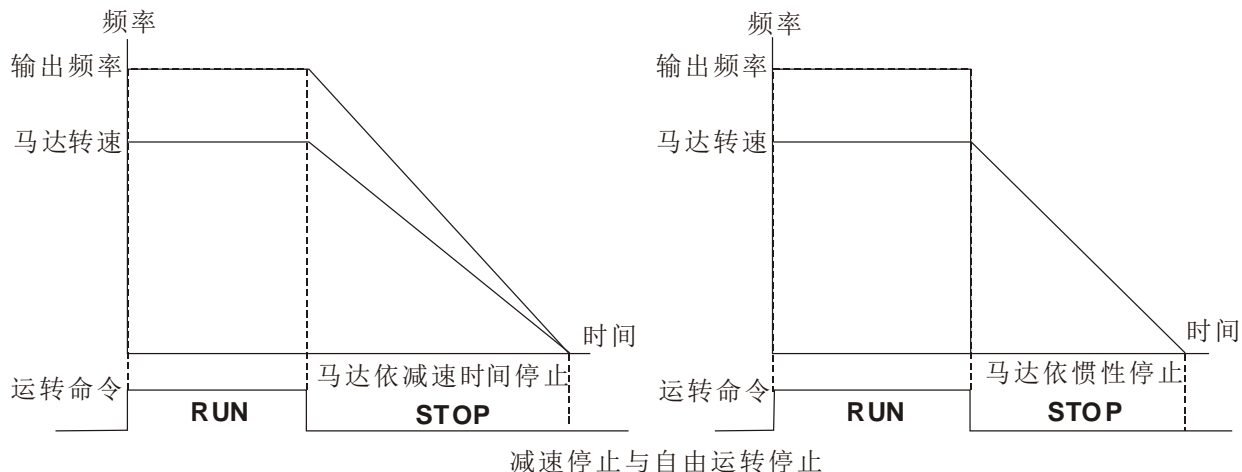 频率
输出频率
马达转速
时间
马达依减速时间停止
运转命令
RUN
STOP
频率
输出频率
马达转速
时间
马达依惯性停止
运转命令
RUN
STOP
减速停止与自由运转停止